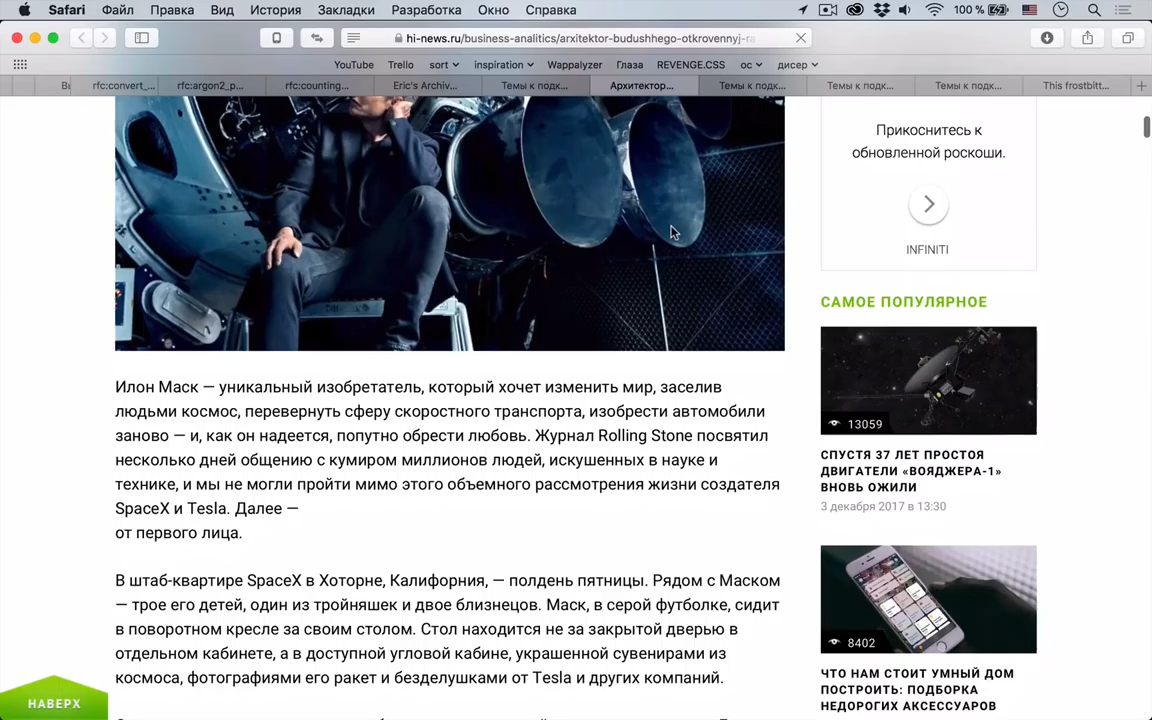 Safari Файл Правка Вид История Закладки Разработка Окно Справка 100 %
hi-news.ru/business-analitics/arxitektor-budushhego-otkrovennyj-ra
YouTube Trello sort inspiration Wappalyzer Глаза REVENGE.CSS ос дисер
rfc:convert_... rfc:argon2_p... rfc:counting... Eric's Archiv... Темы к подк... Архитектор... Темы к подк... Темы к подк... Темы к подк... This frostbitt...
Прикоснитесь к
обновленной роскоши.
INFINITI
САМОЕ ПОПУЛЯРНОЕ
13059
СПУСТЯ 37 ЛЕТ ПРОСТОЯ
ДВИГАТЕЛИ «ВОЯДЖЕРА-1»
ВНОВЬ ОЖИЛИ
3 декабря 2017 в 13:30
8402
ЧТО НАМ СТОИТ УМНЫЙ ДОМ
ПОСТРОИТЬ: ПОДБОРКА
НЕДОРОГИХ АКСЕССУАРОВ
Илон Маск — уникальный изобретатель, который хочет изменить мир, заселив
людьми космос, перевернуть сферу скоростного транспорта, изобрести автомобили
заново — и, как он надеется, попутно обрести любовь. Журнал Rolling Stone посвятил
несколько дней общению с кумиром миллионов людей, искушенных в науке и
технике, и мы не могли пройти мимо этого объемного рассмотрения жизни создателя
SpaceX и Tesla. Далее —
от первого лица.
В штаб-квартире SpaceX в Хоторне, Калифорния, — полдень пятницы. Рядом с Маском
— трое его детей, один из тройняшек и двое близнецов. Маск, в серой футболке, сидит
в поворотном кресле за своим столом. Стол находится не за закрытой дверью в
отдельном кабинете, а в доступной угловой кабине, украшенной сувенирами из
космоса, фотографиями его ракет и безделушками от Tesla и других компаний.
НАВЕРХ